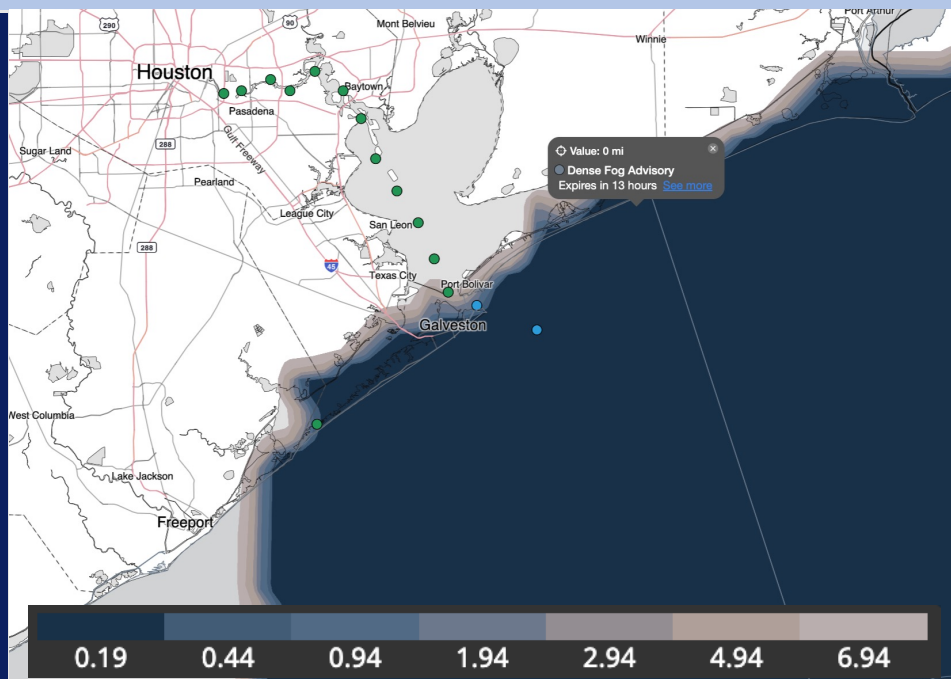 290
90
Mont Belvieu
Port Arthur
Winnie
Houston
Baytown
Pasadena
288
Gulf Freeway
Sugar Land
Pearland
Value: 0 mi
Dense Fog Advisory
Expires in 13 hours See more
League City
San Leon
288
45
Texas City
Port Bolivar
Galveston
West Columbia
Lake Jackson
Freeport
0.19 0.44 0.94 1.94 2.94 4.94 6.94